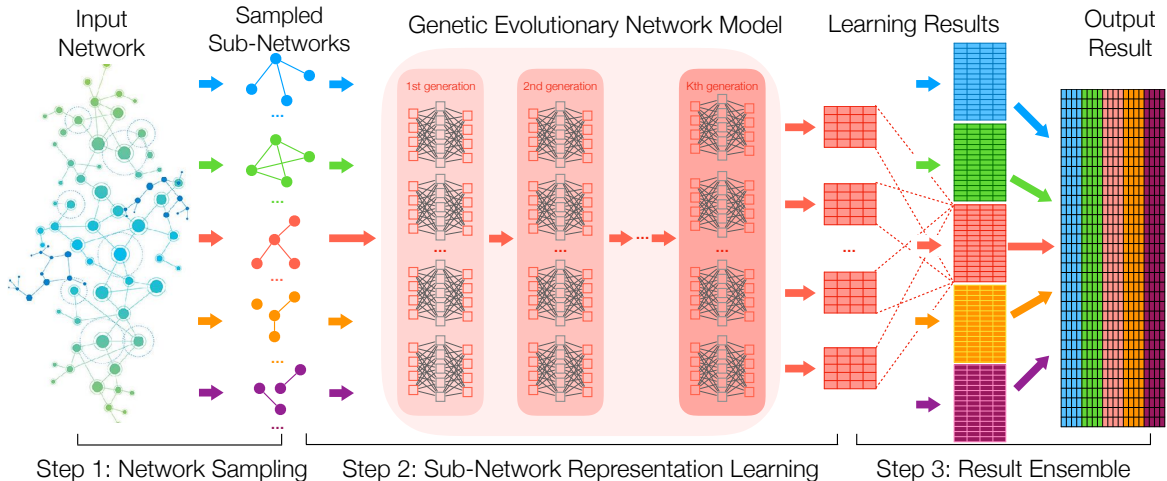 Input
Network
Sampled
Sub-Networks
Genetic Evolutionary Network Model
Learning Results
Output
Result
1st generation
2nd generation
Kth generation
...
...
...
...
...
...
...
...
...
...
Step 1: Network Sampling
Step 2: Sub-Network Representation Learning
Step 3: Result Ensemble